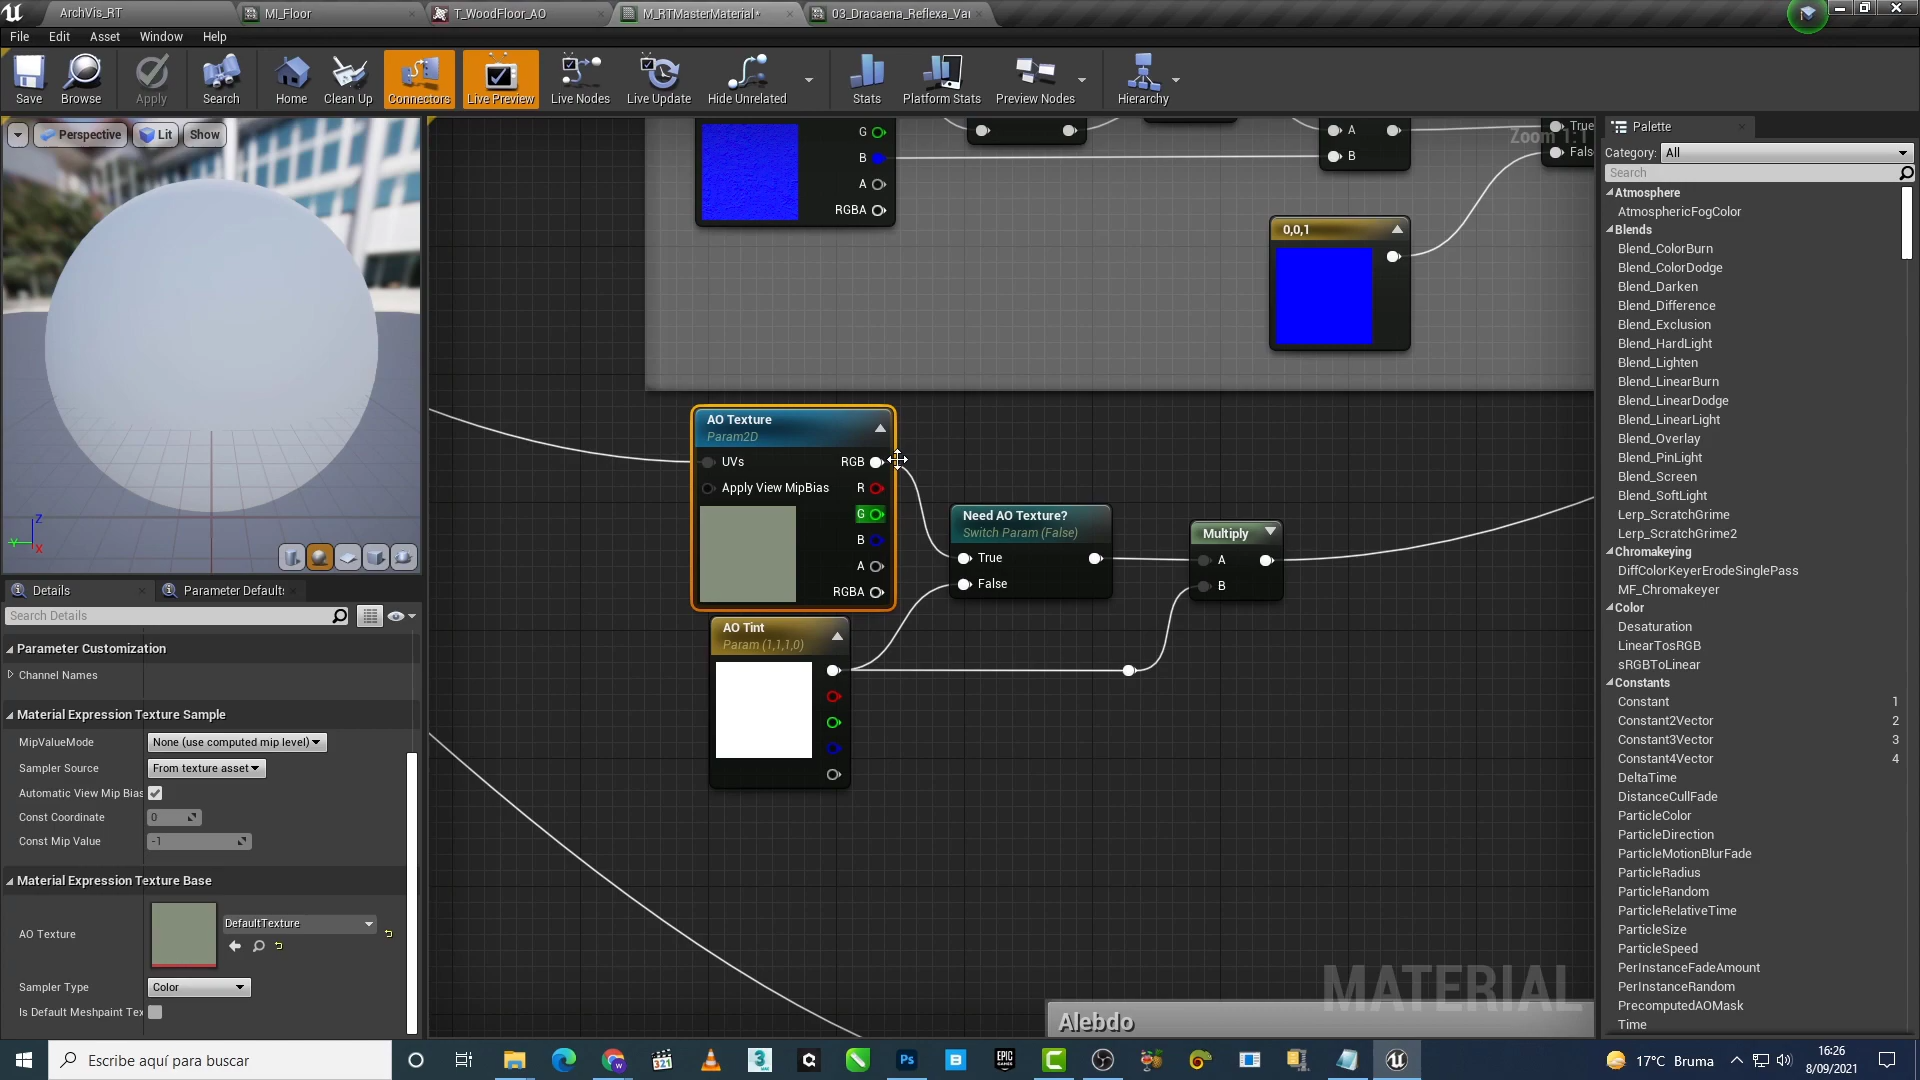 ArchVis_RT
MI_Floor
T_WoodFloor_AO
M_RTMasterMaterial*
03_Dracaena_Reflexa_Var
File Edit Asset Window Help
Save
Browse
Apply
Search
Home
Clean Up
Connectors
Live Preview
Live Nodes
Live Update
Hide Unrelated
Stats
Platform Stats
Preview Nodes
Hierarchy
Perspective
Lit
Show
Z
Y
X
Details
Parameter Defaults
Search Details
Parameter Customization
Channel Names
Material Expression Texture Sample
MipValueMode
None (use computed mip level)
Sampler Source
From texture asset
Automatic View Mip Bias
Const Coordinate
0
Const Mip Value
-1
Material Expression Texture Base
AO Texture
DefaultTexture
Sampler Type
Color
Is Default Meshpaint Tex
G
B
A
RGBA
A
B
True
False
Zoom 1:1
0,0,1
AO Texture
Param2D
UVs
RGB
Apply View MipBias
R
G
B
A
RGBA
Need AO Texture?
Switch Param (False)
True
False
Multiply
A
B
AO Tint
Param (1,1,1,0)
MATERIAL
Alebdo
Palette
Category: All
Search
Atmosphere
AtmosphericFogColor
Blends
Blend_ColorBurn
Blend_ColorDodge
Blend_Darken
Blend_Difference
Blend_Exclusion
Blend_HardLight
Blend_Lighten
Blend_LinearBurn
Blend_LinearDodge
Blend_LinearLight
Blend_Overlay
Blend_PinLight
Blend_Screen
Blend_SoftLight
Lerp_ScratchGrime
Lerp_ScratchGrime2
Chromakeying
DiffColorKeyerErodeSinglePass
MF_Chromakeyer
Color
Desaturation
LinearTosRGB
sRGBToLinear
Constants
Constant 1
Constant2Vector 2
Constant3Vector 3
Constant4Vector 4
DeltaTime
DistanceCullFade
ParticleColor
ParticleDirection
ParticleMotionBlurFade
ParticleRadius
ParticleRandom
ParticleRelativeTime
ParticleSize
ParticleSpeed
PerInstanceFadeAmount
PerInstanceRandom
PrecomputedAOMask
Time
Escribe aquí para buscar
17°C Bruma
16:26
8/09/2021